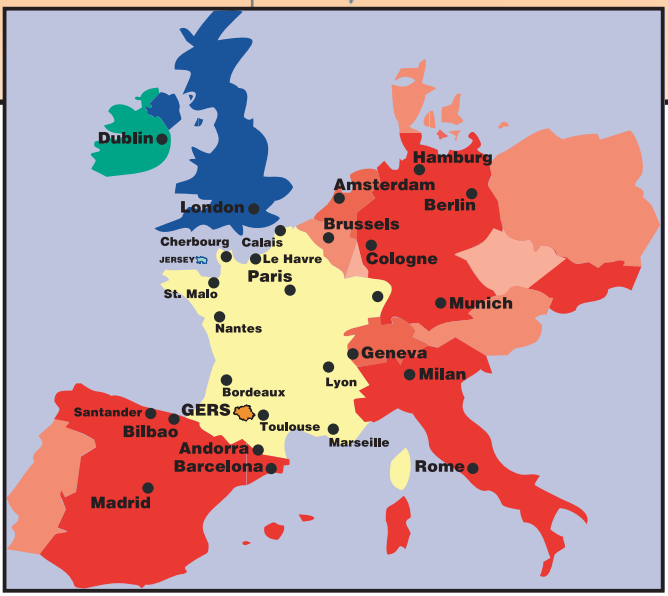 Hamburg
Dublin
Amsterdam
Berlin
London
Brussels
Cherbourg
Calais
JERSEY
Le Havre
Cologne
Paris
St. Malo
Munich
Nantes
Geneva
Lyon
Milan
Bordeaux
GERS
Santander
Toulouse
Bilbao
Marseille
Andorra
Barcelona
Rome
Madrid